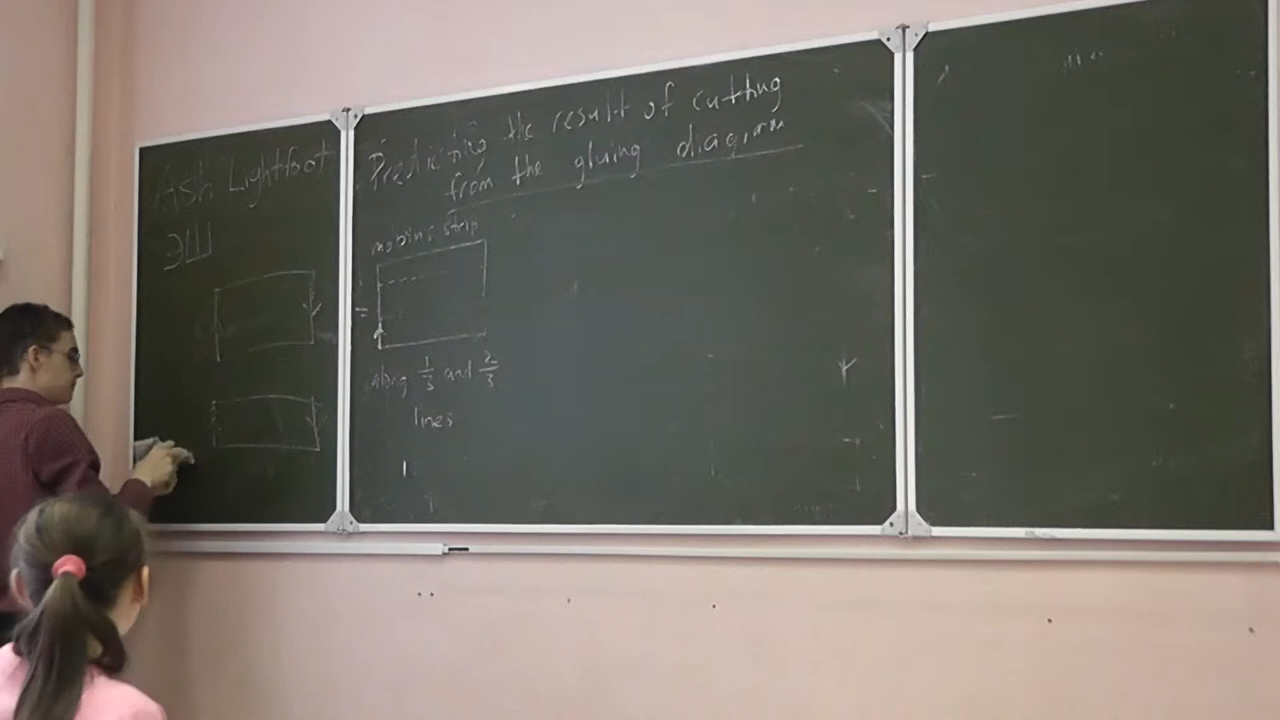 Ash Lightfoot
ЭШ
Predicting the result of cutting
from the gluing diagram
mobius strip
=
along 1/3 and 2/3
lines